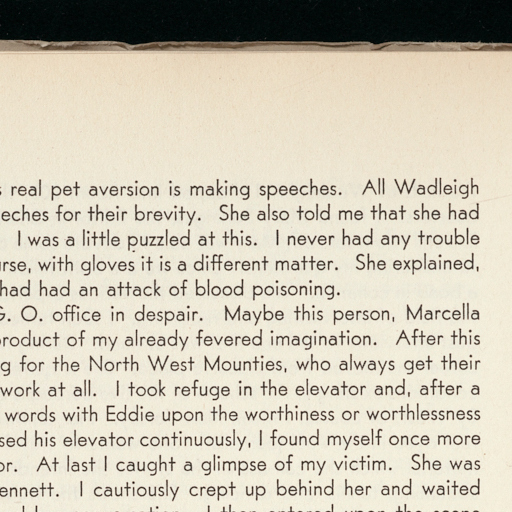 real pet aversion is making speeches. All Wadleigh
eches for their brevity. She also told me that she had
I was a little puzzled at this. I never had any trouble
rse, with gloves it is a different matter. She explained,
had had an attack of blood poisoning.
G. O. office in despair. Maybe this person, Marcella
roduct of my already fevered imagination. After this
g for the North West Mounties, who always get their
work at all. I took refuge in the elevator and, after a
words with Eddie upon the worthiness or worthlessness
sed his elevator continuously, I found myself once more
or. At last I caught a glimpse of my victim. She was
ennett. I cautiously crept up behind her and waited